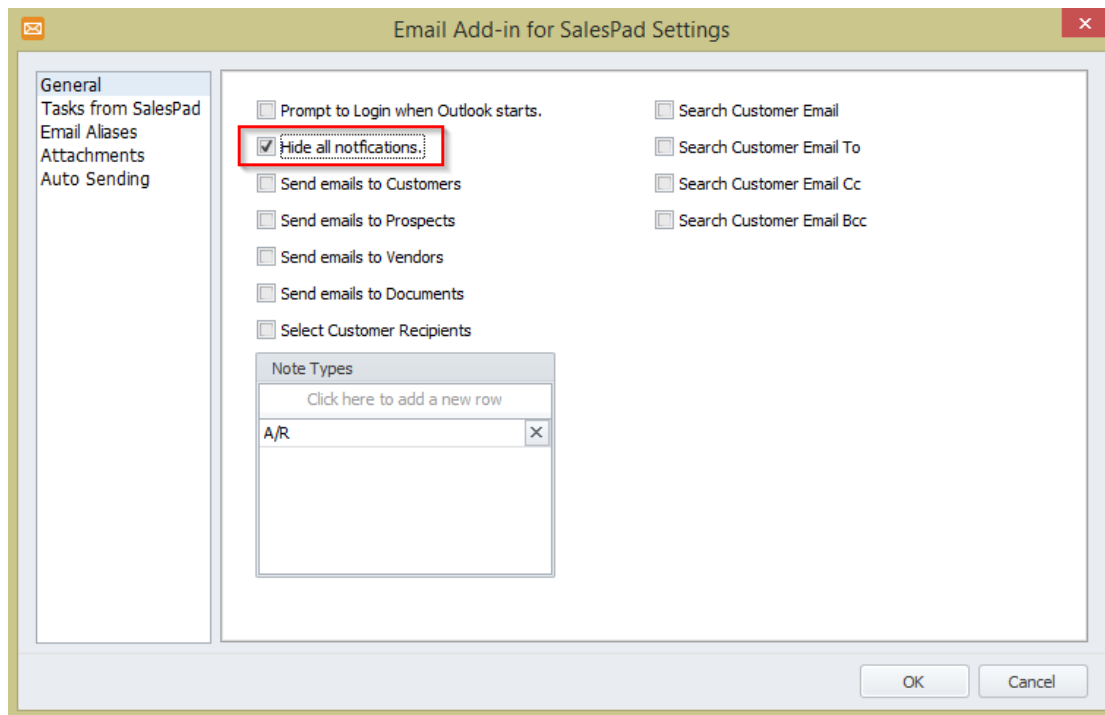 Email Add-in for SalesPad Settings
General
Tasks from SalesPad
Email Aliases
Attachments
Auto Sending
Prompt to Login when Outlook starts.
Hide all notfications.
Send emails to Customers
Send emails to Prospects
Send emails to Vendors
Send emails to Documents
Select Customer Recipients
Search Customer Email
Search Customer Email To
Search Customer Email Cc
Search Customer Email Bcc
Note Types
Click here to add a new row
A/R
OK
Cancel